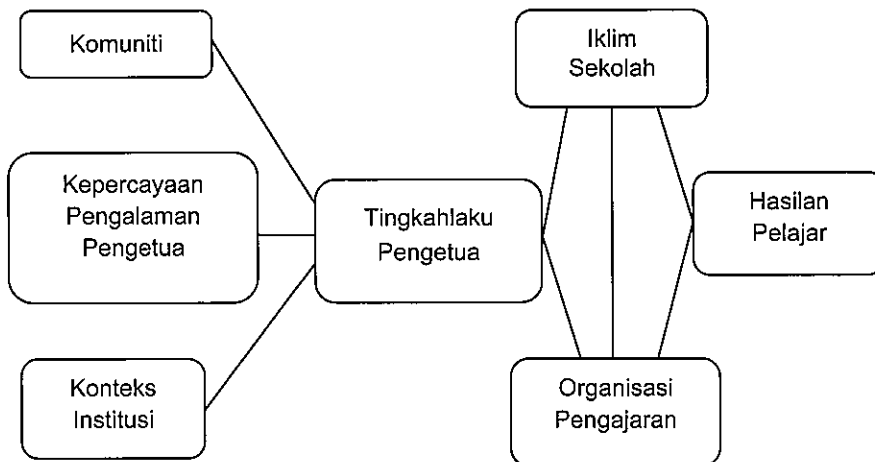 Komuniti
Kepercayaan
Pengalaman
Pengetua
Konteks
Institusi
Tingkahlaku
Pengetua
Iklim
Sekolah
Organisasi
Pengajaran
Hasilan
Pelajar